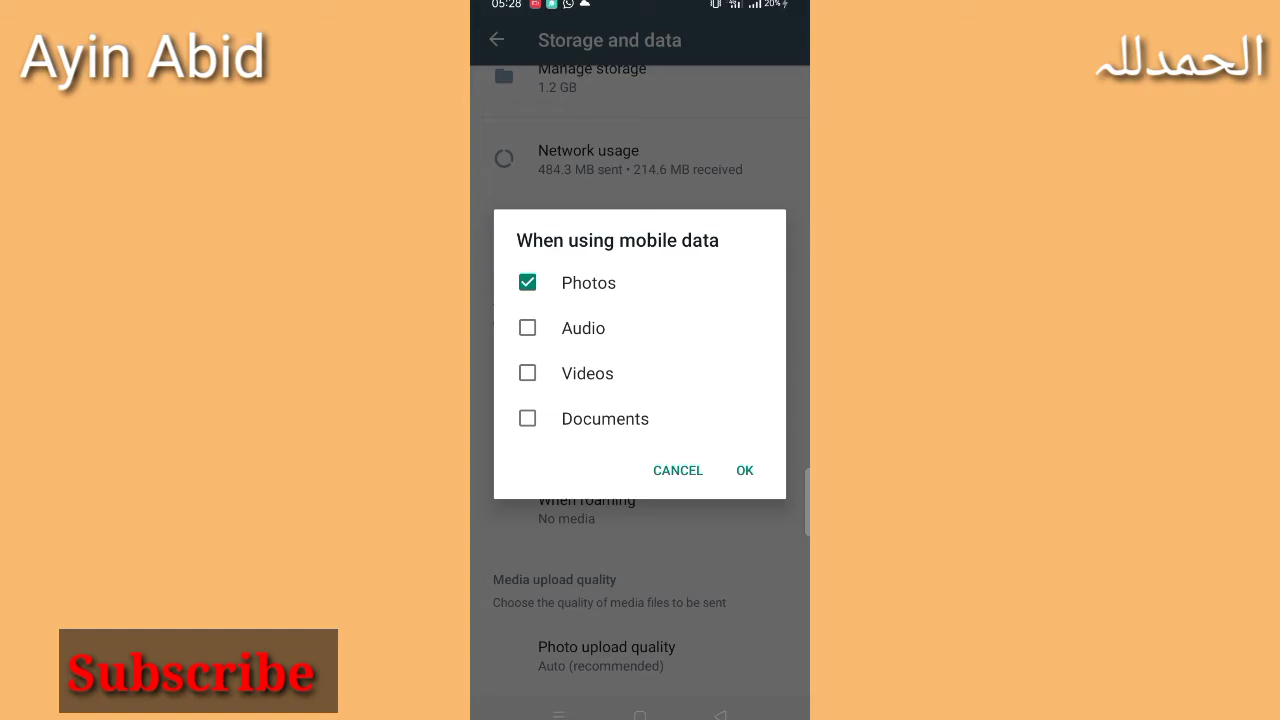 Ayin Abid
الحمدللہ
05:28
20%
Storage and data
Manage storage
1.2 GB
Network usage
484.3 MB sent • 214.6 MB received
When using mobile data
Photos
Audio
Videos
Documents
CANCEL
OK
When roaming
No media
Media upload quality
Choose the quality of media files to be sent
Photo upload quality
Auto (recommended)
Subscribe